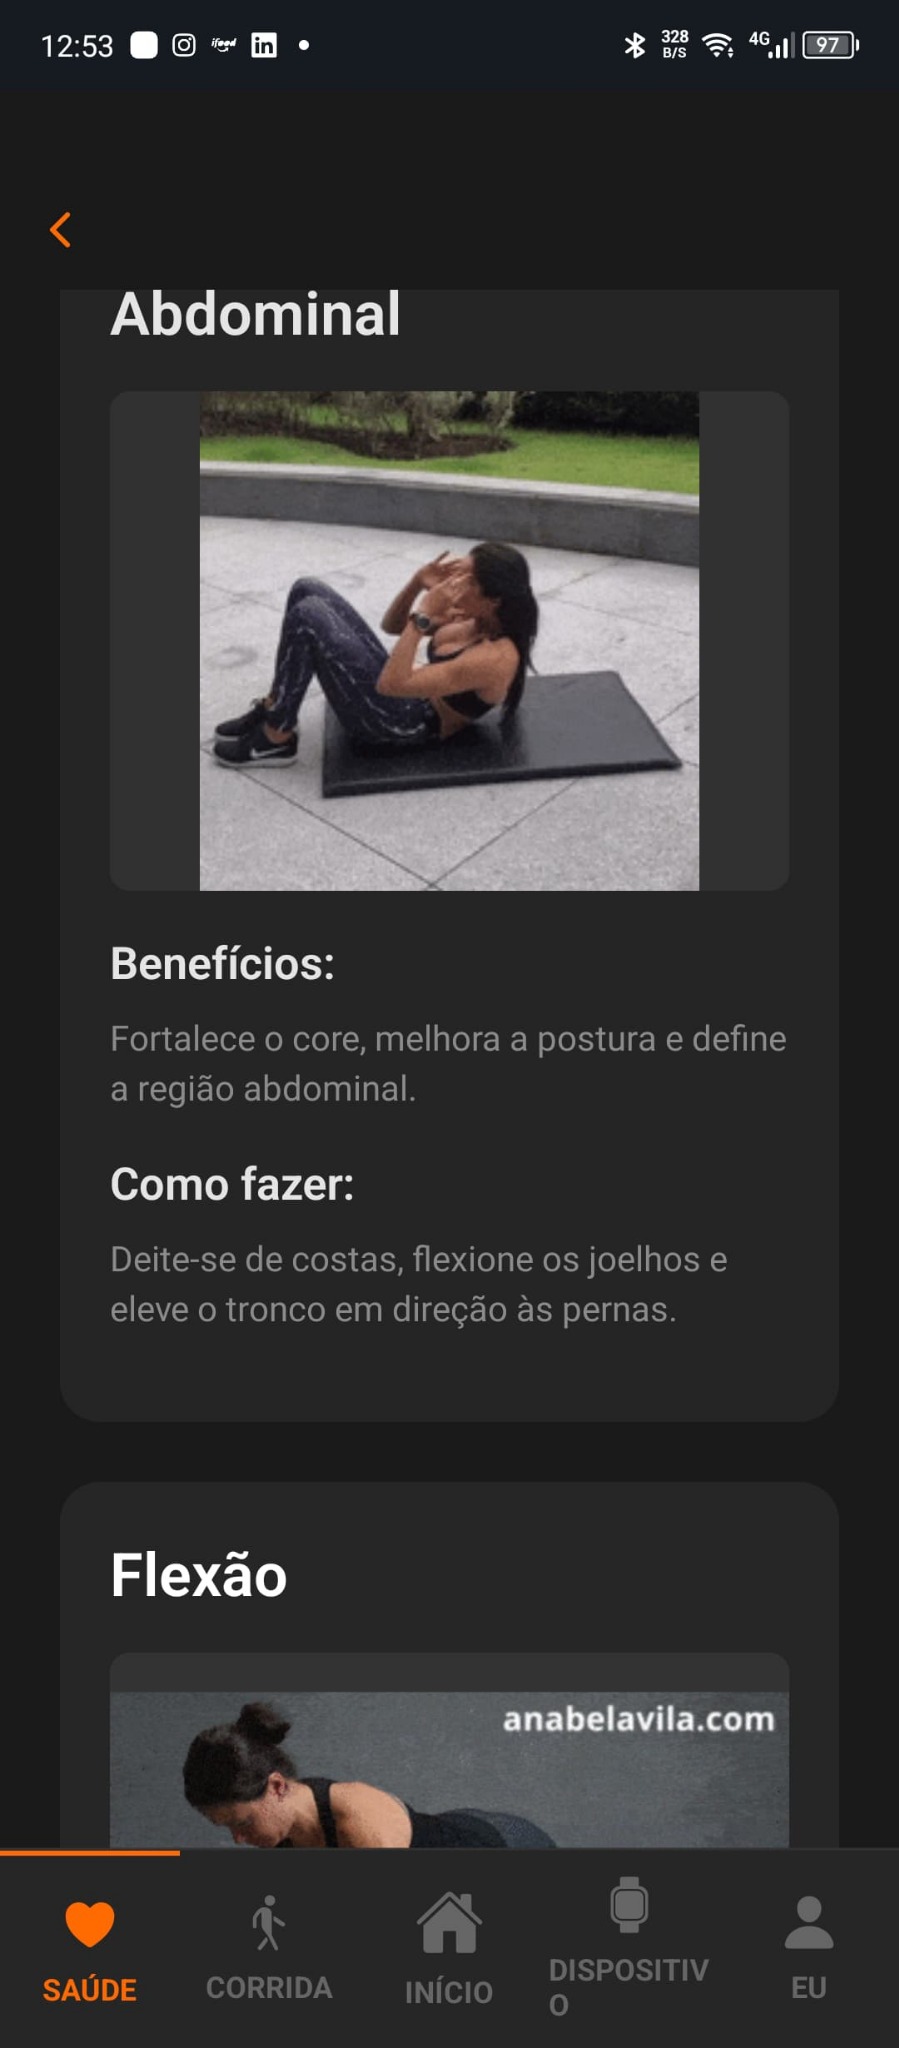 12:53
ifood
in
328
B/S
4G
97
Abdominal
Benefícios:
Fortalece o core, melhora a postura e define
a região abdominal.
Como fazer:
Deite-se de costas, flexione os joelhos e
eleve o tronco em direção às pernas.
Flexão
anabelavila.com
SAÚDE
CORRIDA
INÍCIO
DISPOSITIV
O
EU